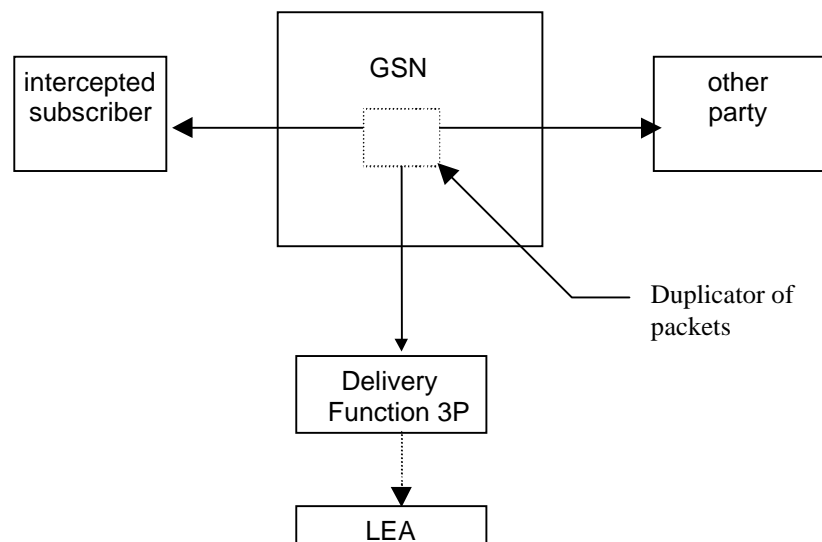 GSN
intercepted
subscriber
other
party
Duplicator of
packets
Delivery
Function 3P
LEA